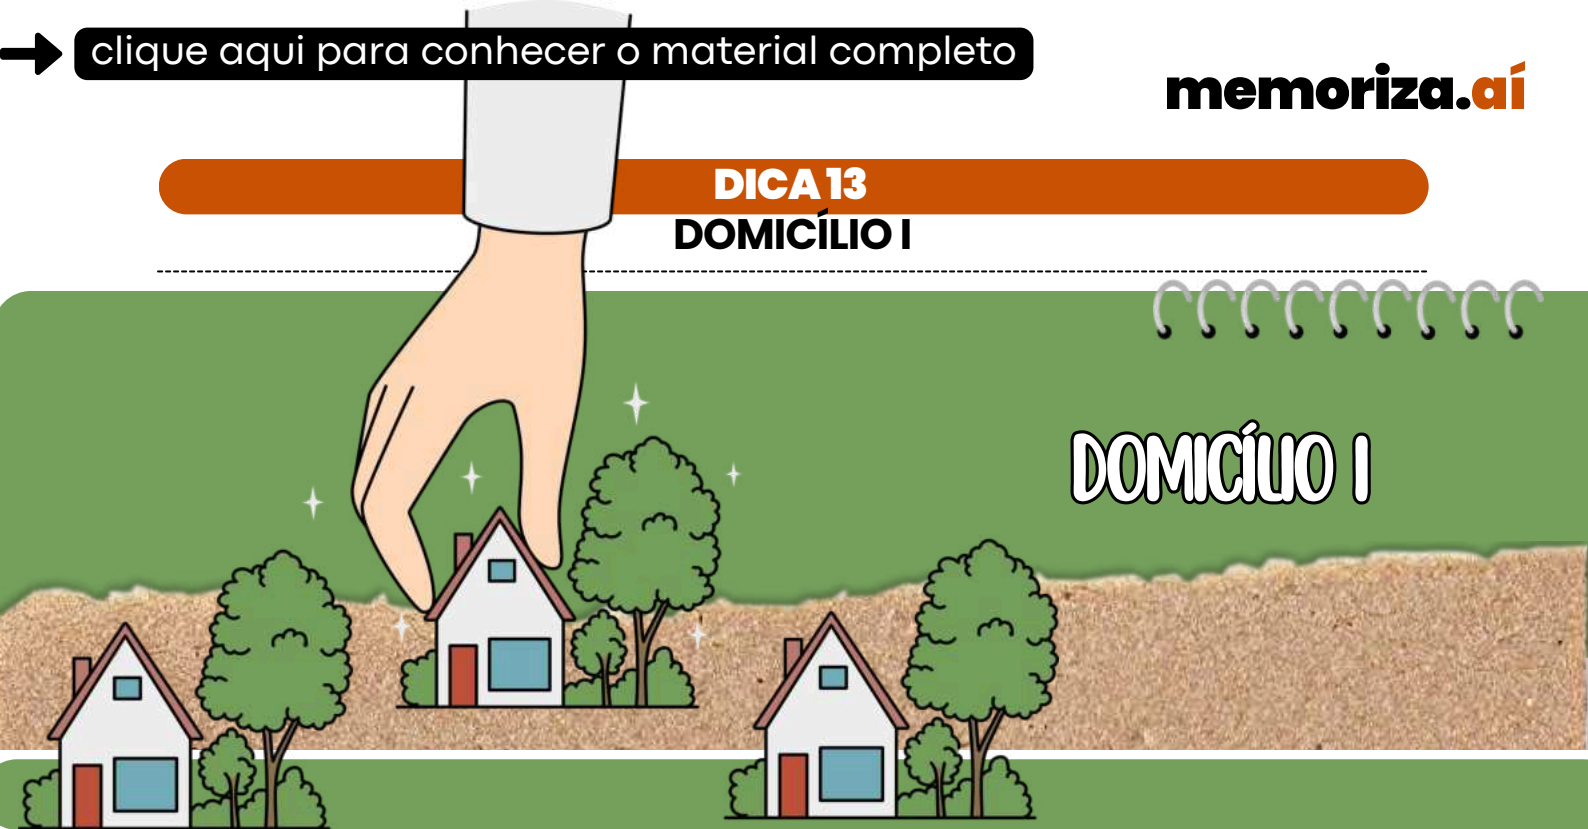 clique aqui para conhecer o material completo
memoriza.aí
DICA 13
DOMICÍLIO I
DOMICÍLIO I